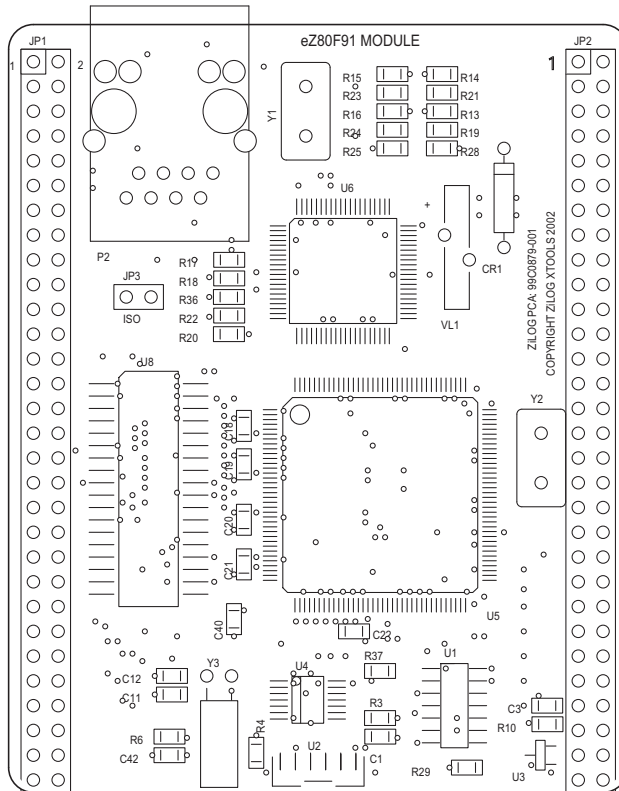 eZ80F91 MODULE
JP1
JP2
1
2
1
R15
R14
R23
R21
Y1
R16
R13
R24
R19
R25
R28
U6
+
P2
R17
CR1
JP3
R18
R36
ISO
R22
VL1
R20
ZiLOG PCA: 99C0879-001
COPYRIGHT ZiLOG XTOOLS 2002
U8
Y2
C18
C19
C20
C21
C40
U5
C22
U1
Y3
U4
R37
C12
C11
C3
R3
R4
R10
R6
U2
C42
C1
R29
U3